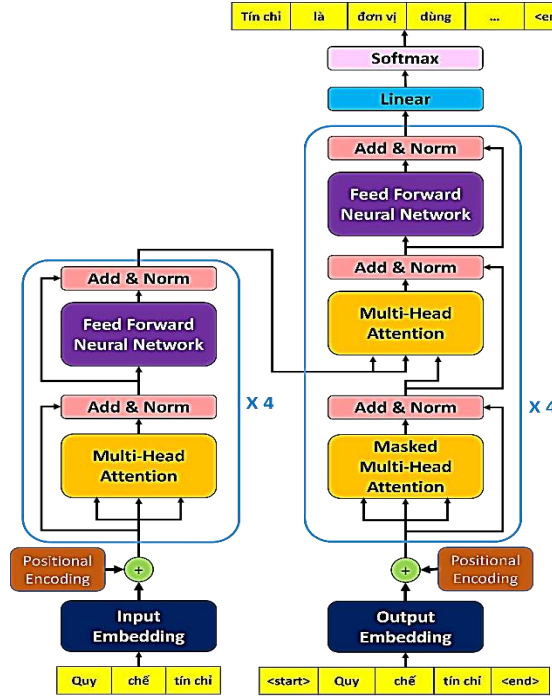 Tín chỉ là đơn vị dùng ... <en
Softmax
Linear
Add & Norm
Feed Forward
Neural Network
Add & Norm
Multi-Head
Attention
Add & Norm
Masked
Multi-Head
Attention
X 4
Positional
Encoding
+
Output
Embedding
<start> Quy chế tín chỉ <end>
Add & Norm
Feed Forward
Neural Network
Add & Norm
Multi-Head
Attention
X 4
Positional
Encoding
+
Input
Embedding
Quy chế tín chỉ